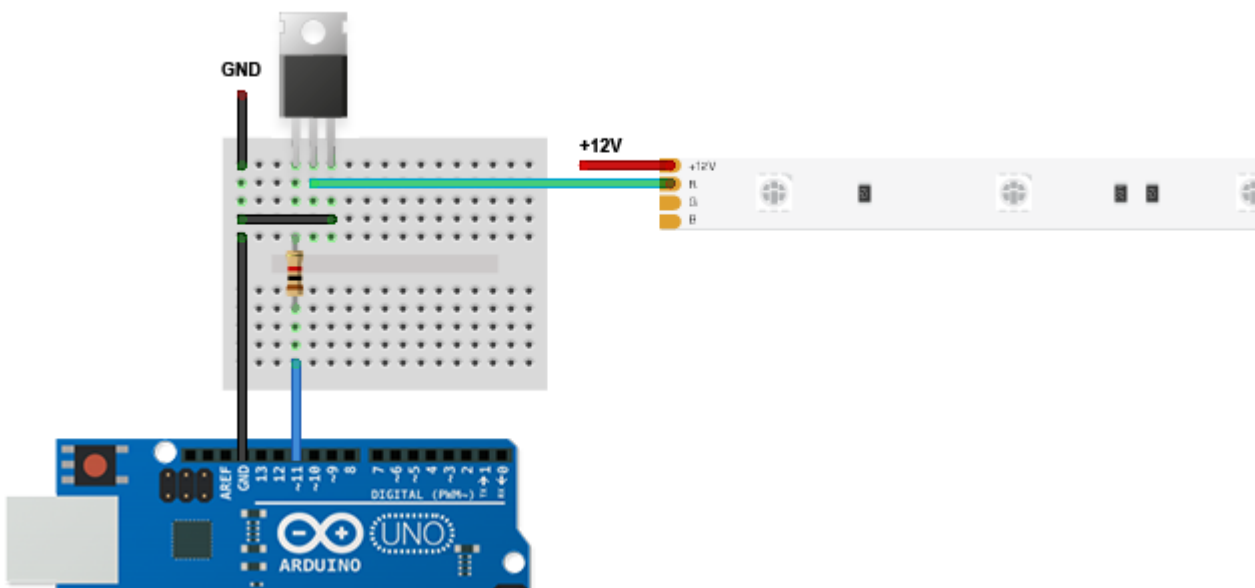 GND
+12V
+12V
R
G
B
AREF
GND
13
12
~11
~10
~9
8
7
~6
~5
4
~3
2
TX→1
RX←0
DIGITAL (PWM~)
UNO
ARDUINO